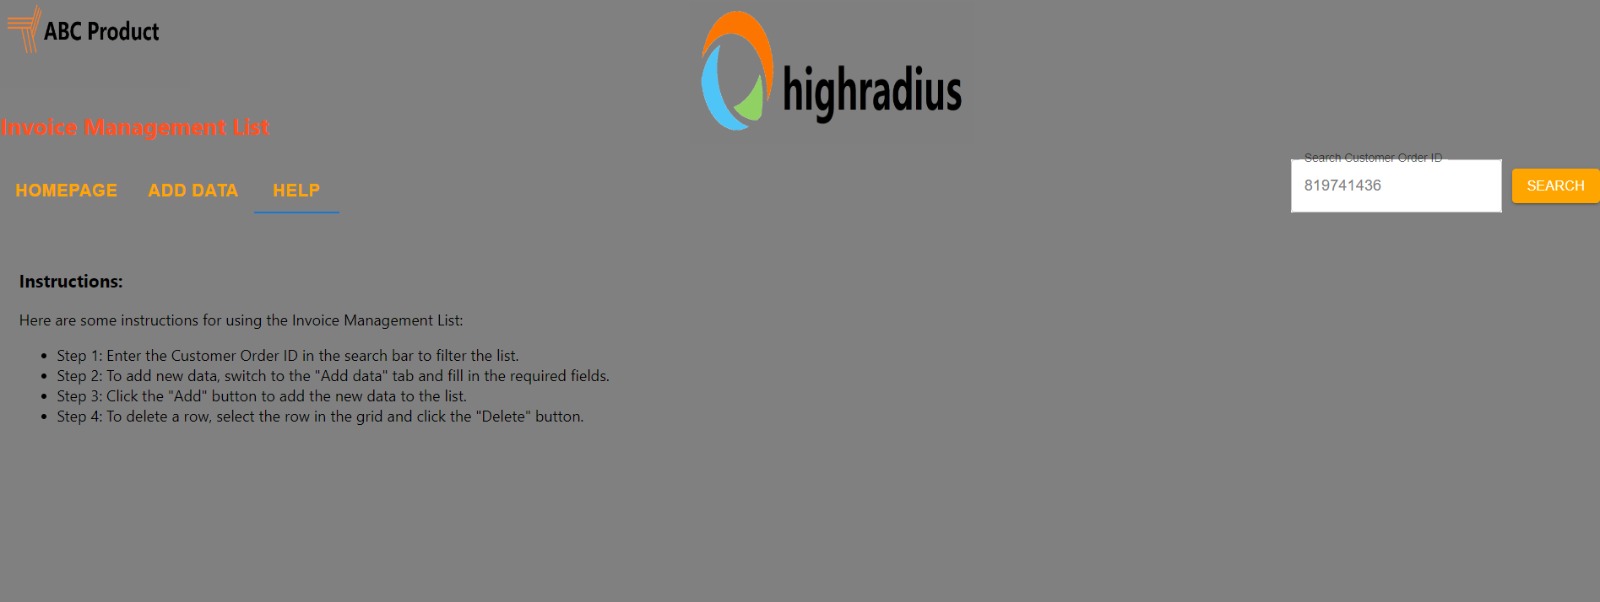 ABC Product
highradius
Invoice Management List
Search Customer Order ID
HOMEPAGE ADD DATA HELP
819741436
SEARCH
Instructions:
Here are some instructions for using the Invoice Management List:
• Step 1: Enter the Customer Order ID in the search bar to filter the list.
• Step 2: To add new data, switch to the "Add data" tab and fill in the required fields.
• Step 3: Click the "Add" button to add the new data to the list.
• Step 4: To delete a row, select the row in the grid and click the "Delete" button.